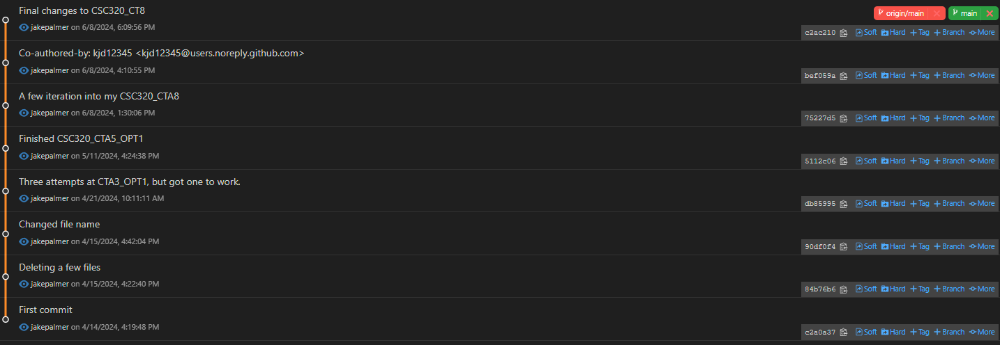 Final changes to CSC320_CT8
origin/main × main ×
jakepalmer on 6/8/2024, 6:09:56 PM
c2ac210 Soft Hard + Tag + Branch More
Co-authored-by: kjd12345 <kjd12345@users.noreply.github.com>
jakepalmer on 6/8/2024, 4:10:55 PM
bef059a Soft Hard + Tag + Branch More
A few iteration into my CSC320_CTA8
jakepalmer on 6/8/2024, 1:30:06 PM
75227d5 Soft Hard + Tag + Branch More
Finished CSC320_CTA5_OPT1
jakepalmer on 5/11/2024, 4:24:38 PM
5112c06 Soft Hard + Tag + Branch More
Three attempts at CTA3_OPT1, but got one to work.
jakepalmer on 4/21/2024, 10:11:11 AM
db85995 Soft Hard + Tag + Branch More
Changed file name
jakepalmer on 4/15/2024, 4:42:04 PM
90df0f4 Soft Hard + Tag + Branch More
Deleting a few files
jakepalmer on 4/15/2024, 4:22:40 PM
84b76b6 Soft Hard + Tag + Branch More
First commit
jakepalmer on 4/14/2024, 4:19:48 PM
c2a0a37 Soft Hard + Tag + Branch More